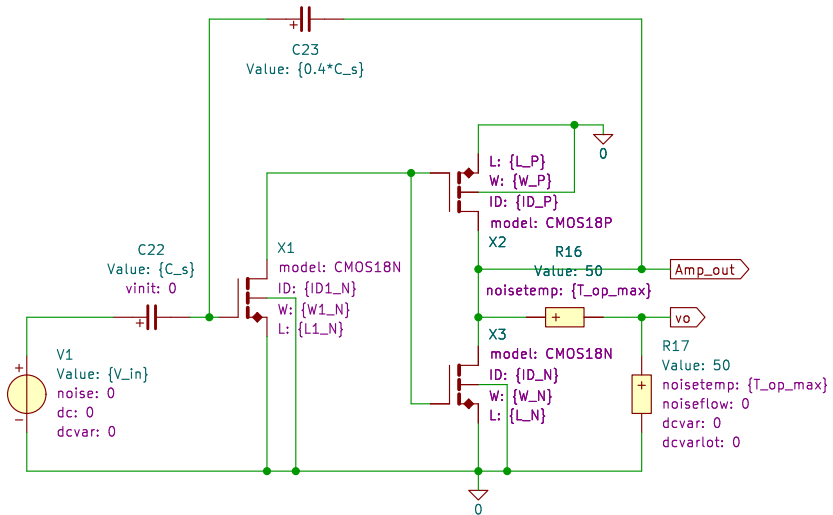 +
C23
Value: {0.4*C_s}
0
L: {L_P}
W: {W_P}
ID: {ID_P}
model: CMOS18P
X2
C22
Value: {C_s}
vinit: 0
+
X1
model: CMOS18N
ID: {ID1_N}
W: {W1_N}
L: {L1_N}
R16
Value: 50
noisetemp: {T_op_max}
+
Amp_out
vo
V1
Value: {V_in}
noise: 0
dc: 0
dcvar: 0
+
−
X3
model: CMOS18N
ID: {ID_N}
W: {W_N}
L: {L_N}
R17
Value: 50
noisetemp: {T_op_max}
noiseflow: 0
dcvar: 0
dcvarlot: 0
+
0